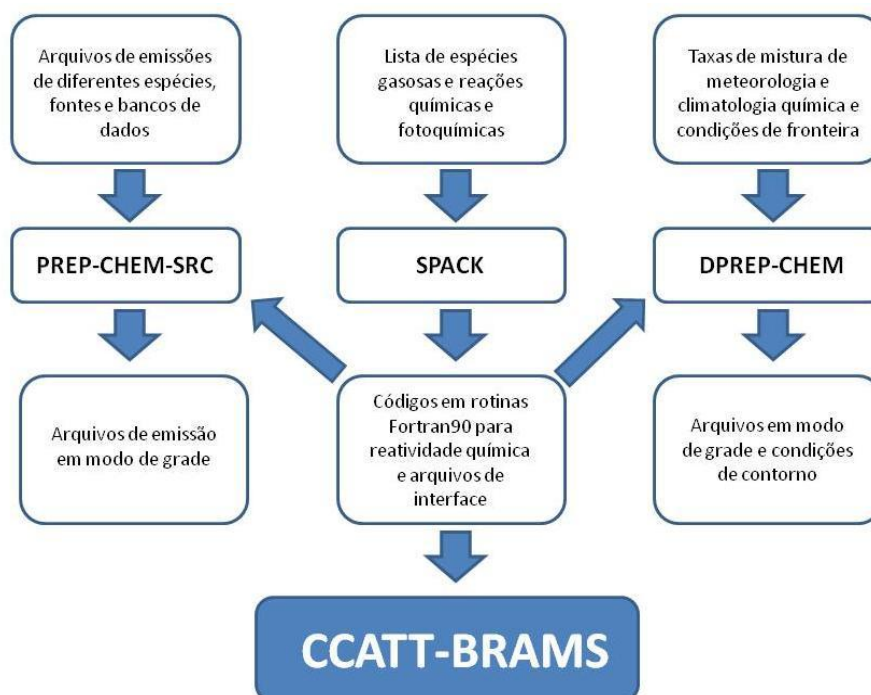 Arquivos de emissões
de diferentes espécies,
fontes e bancos de
dados
Lista de espécies
gasosas e reações
químicas e
fotoquímicas
Taxas de mistura de
meteorologia e
climatologia química e
condições de fronteira
PREP-CHEM-SRC
SPACK
DPREP-CHEM
Arquivos de emissão
em modo de grade
Códigos em rotinas
Fortran90 para
reatividade química
e arquivos de
interface
Arquivos em modo
de grade e condições
de contorno
CCATT-BRAMS